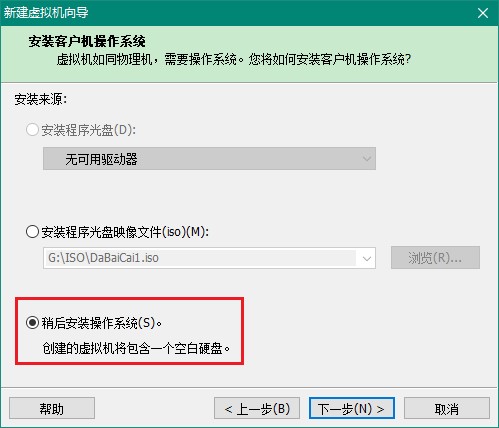 新建虚拟机向导
安装客户机操作系统
虚拟机如同物理机，需要操作系统。您将如何安装客户机操作系统?
安装来源:
安装程序光盘(D):
无可用驱动器
安装程序光盘映像文件(iso)(M):
G:\ISO\DaBaiCai1.iso
浏览(R)...
稍后安装操作系统(S)。
创建的虚拟机将包含一个空白硬盘。
帮助
< 上一步(B)
下一步(N) >
取消